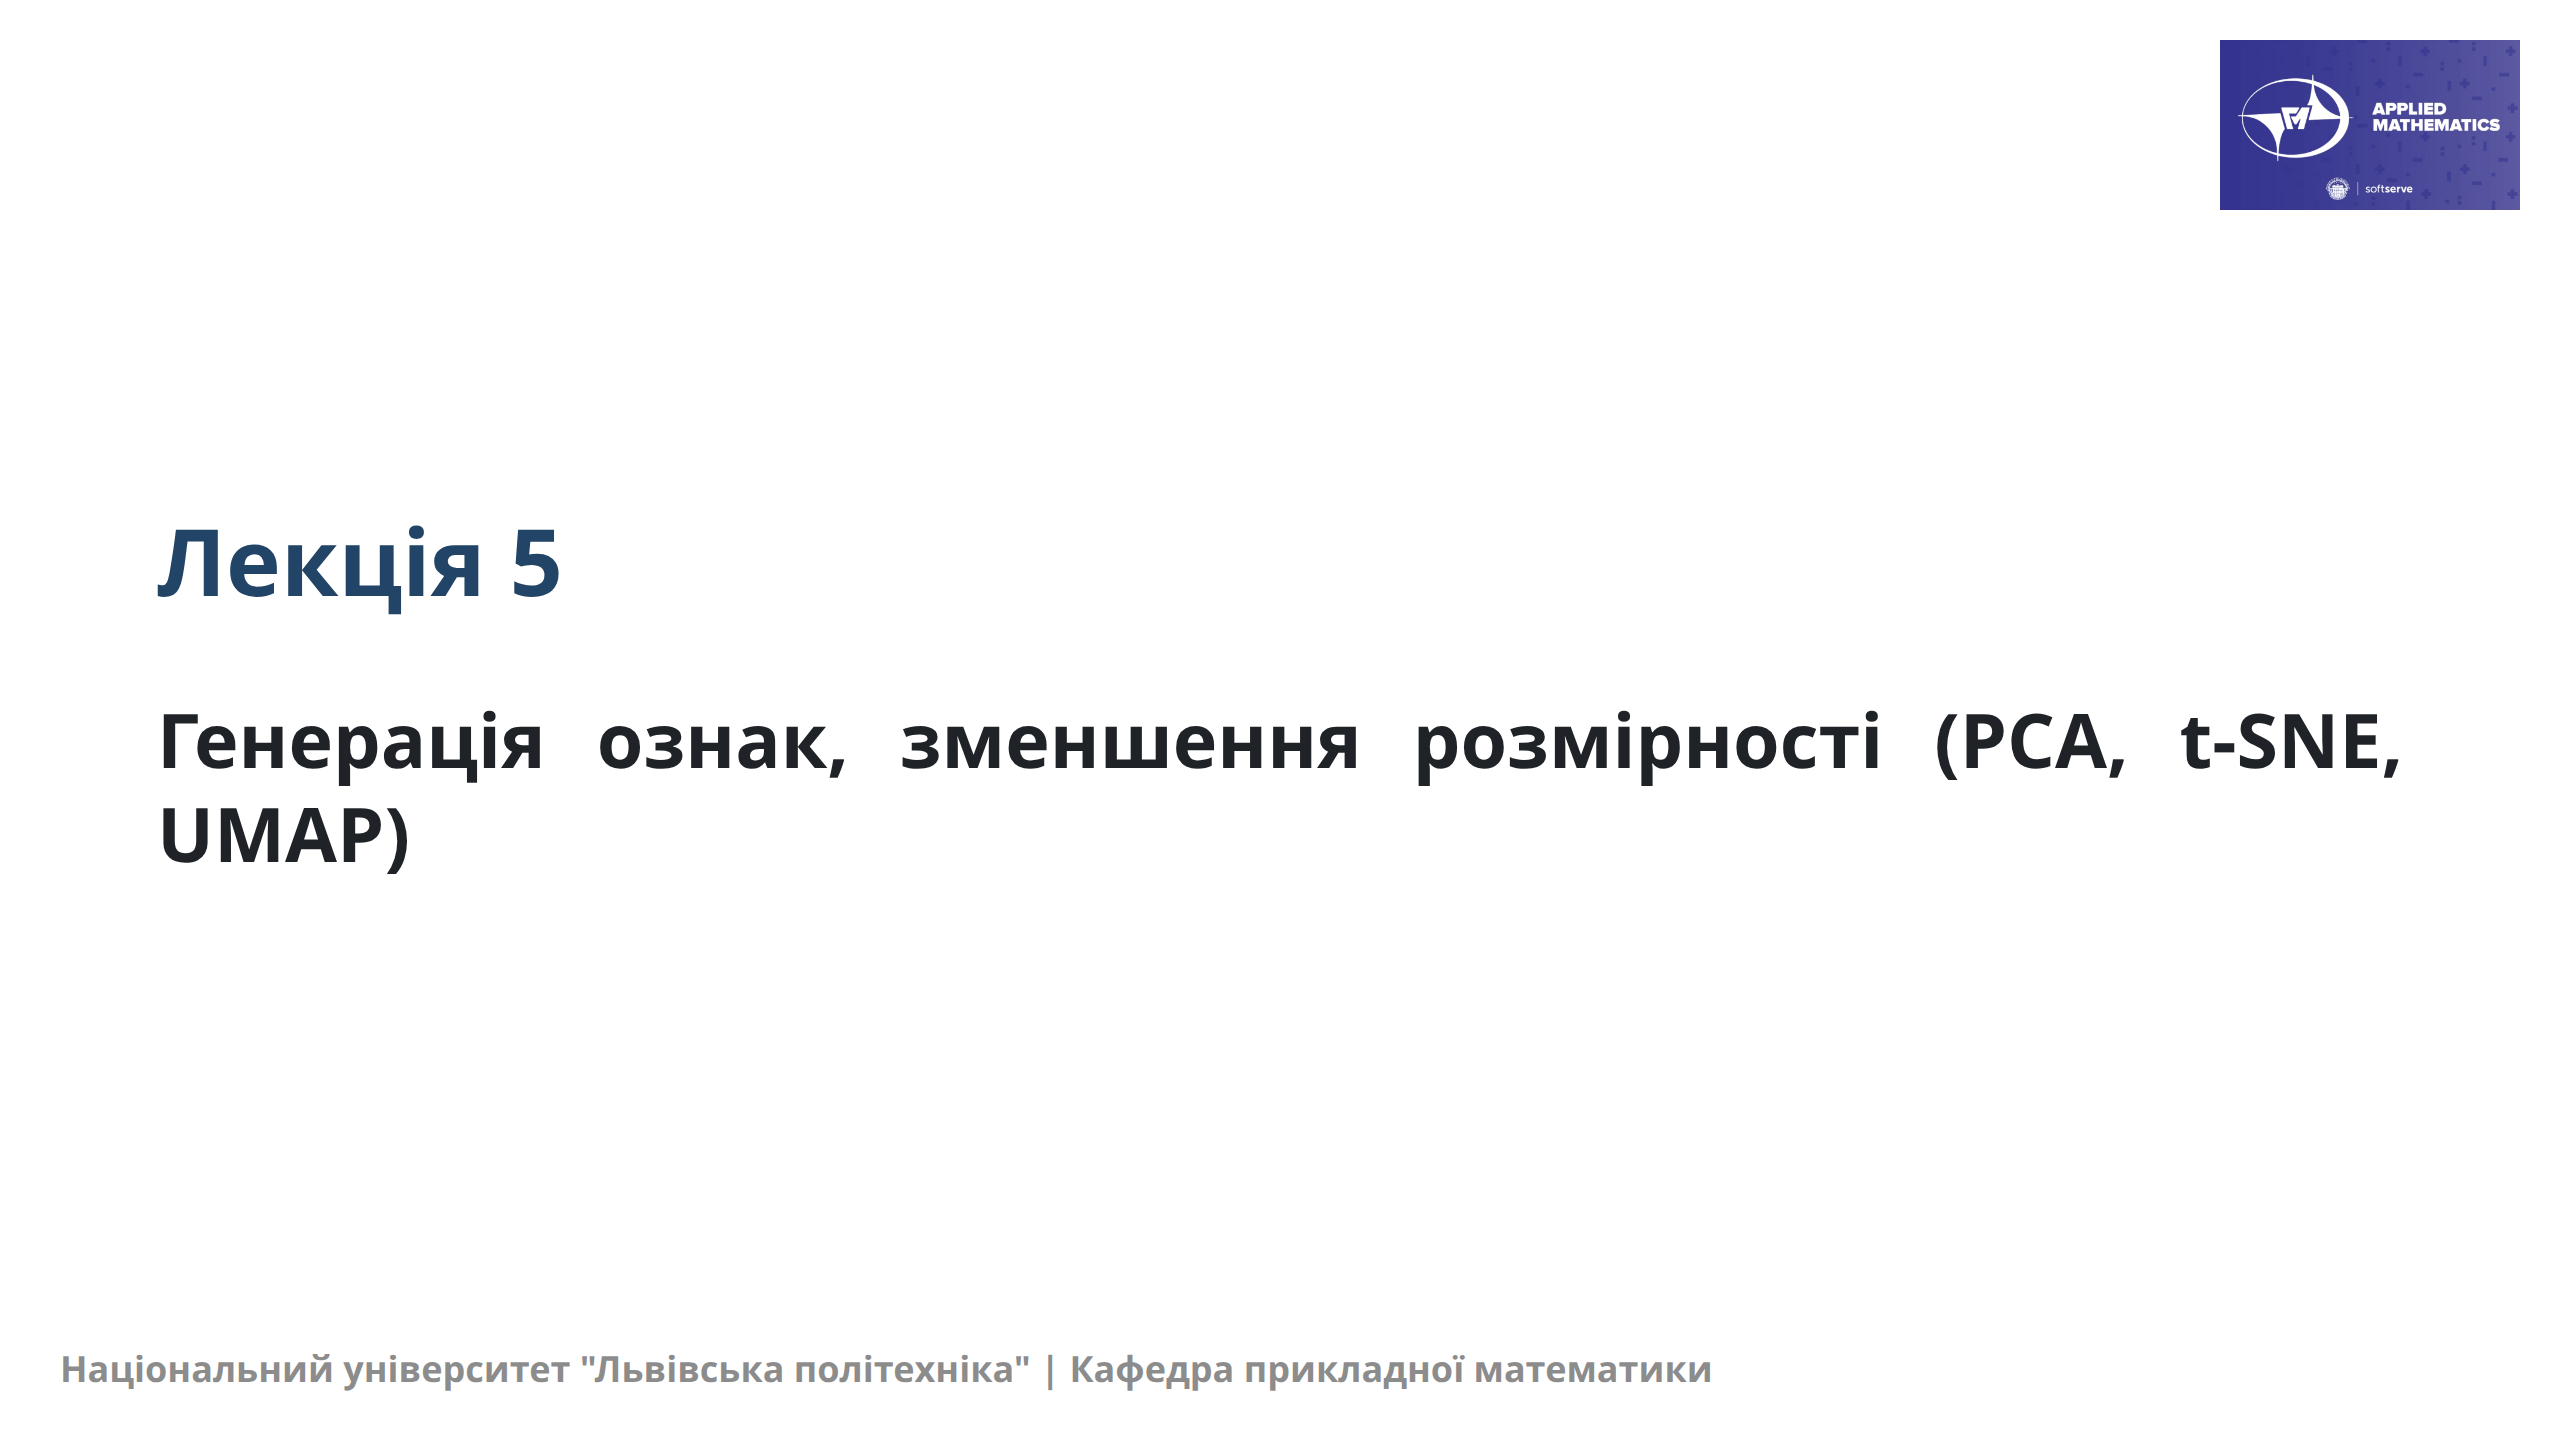 APPLIED
MATHEMATICS
softserve
Лекція 5
Генерація ознак, зменшення розмірності (PCA, t-SNE,
UMAP)
Національний університет "Львівська політехніка" | Кафедра прикладної математики